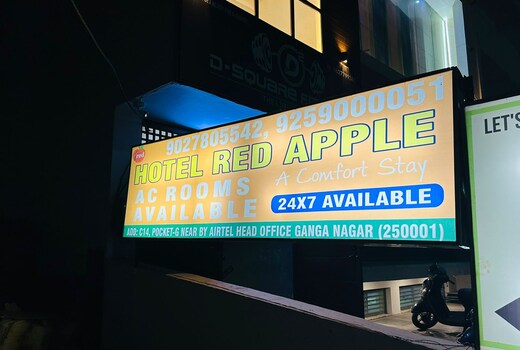 D
D-SQUARE
9027805542, 9259000051
HOTEL RED APPLE
A Comfort Stay
AC ROOMS
AVAILABLE
24X7 AVAILABLE
ADD: C14, POCKET-G NEAR BY AIRTEL HEAD OFFICE GANGA NAGAR (250001)
LET'S